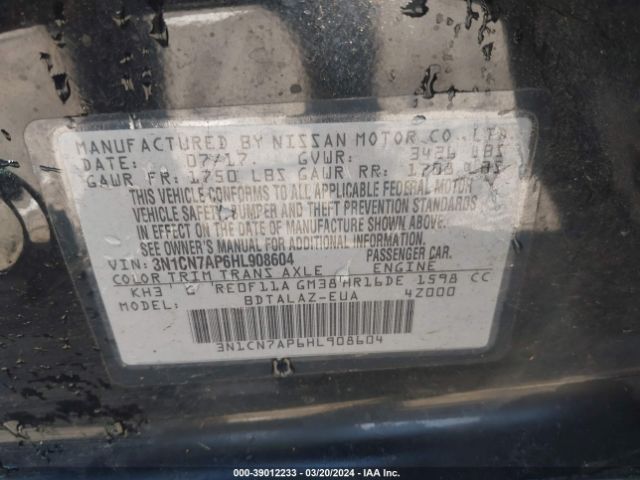 MANUFACTURED BY NISSAN MOTOR CO., LTD.
DATE: 07/17. GVWR: 3436 LBS
GAWR FR: 1750 LBS GAWR RR: LBS
THIS VEHICLE CONFORMS TO ALL APPLICABLE FEDERAL MOTOR
VEHICLE SAFETY, BUMPER AND THEFT PREVENTION STANDARDS
IN EFFECT ON THE DATE OF MANUFACTURE SHOWN ABOVE.
SEE OWNER'S MANUAL FOR ADDITIONAL INFORMATION.
VIN: 3N1CN7AP6HL908604 PASSENGER CAR.
COLOR TRIM TRANS AXLE ENGINE
KH3 G RE0F11A GM38 HR16DE 1598 CC
BDTALAZ-EUA 4Z000
3N1CN7AP6HL908604
000-39012233 - 03/20/2024 - IAA Inc.